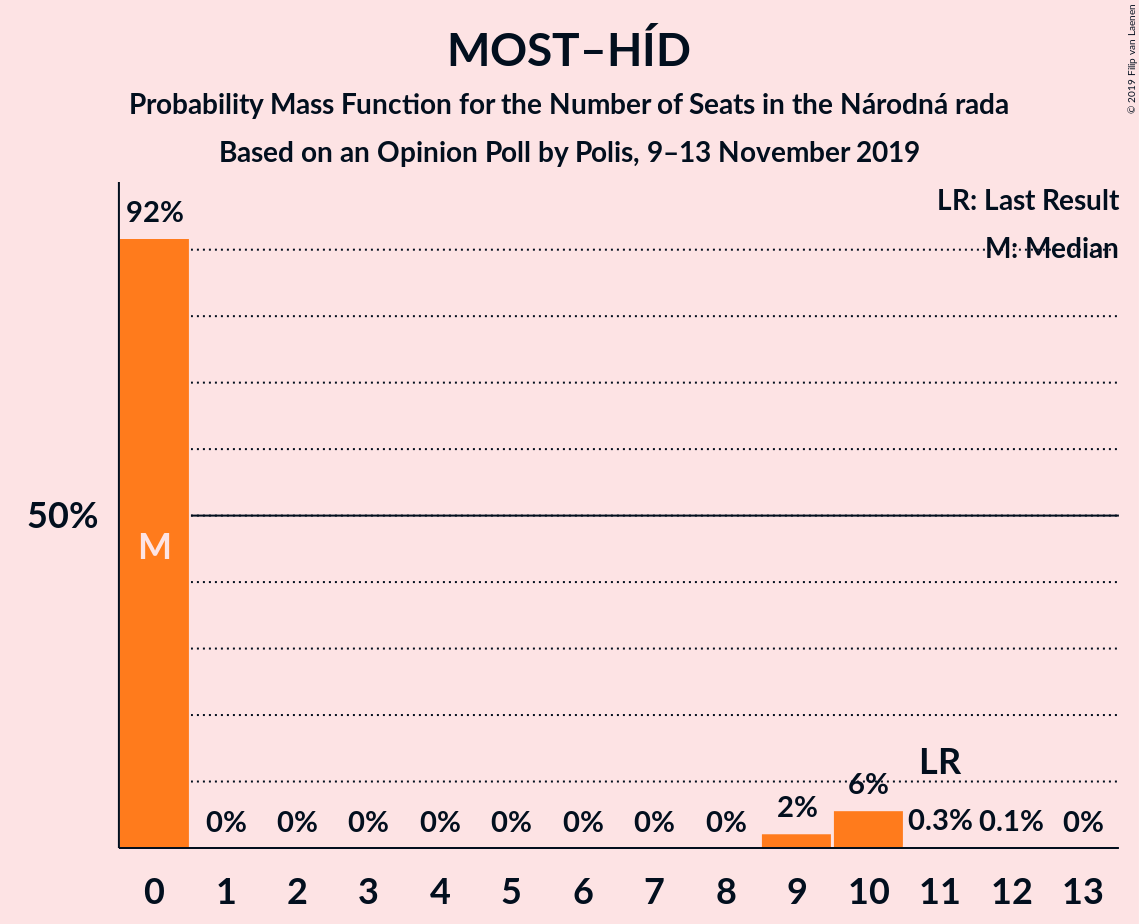 MOST–HÍD
Probability Mass Function for the Number of Seats in the Národná rada
Based on an Opinion Poll by Polis, 9–13 November 2019
© 2019 Filip van Laenen
LR: Last Result
M: Median
92%
50%
M
LR
0% 0% 0% 0% 0% 0% 0% 0% 2% 6% 0.3% 0.1% 0%
0 1 2 3 4 5 6 7 8 9 10 11 12 13